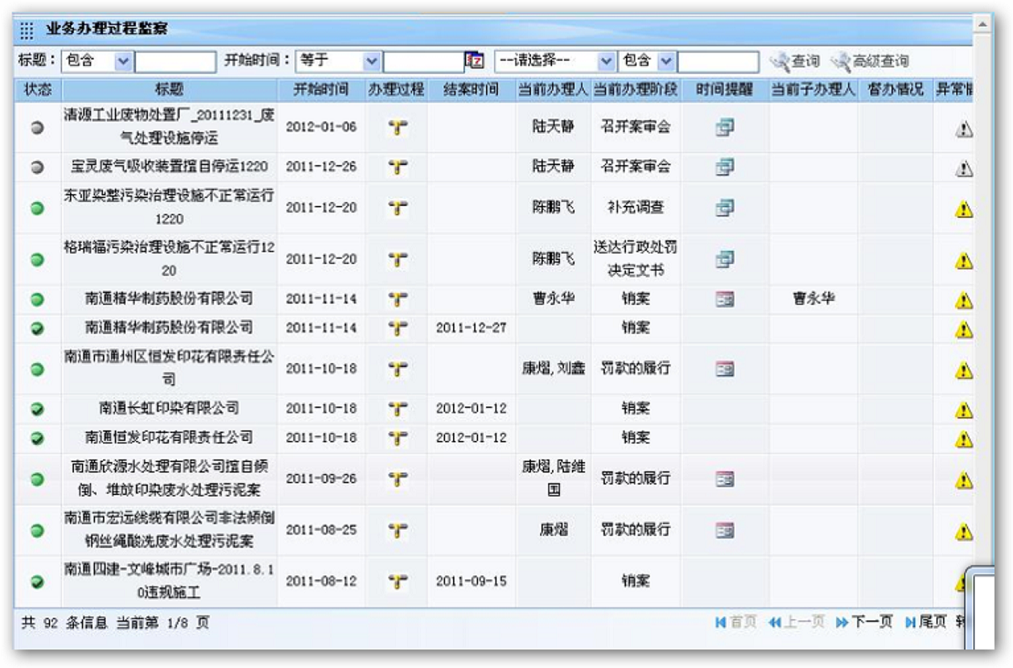 业务办理过程监察
标题： 包含 开始时间： 等于 --请选择-- 包含 查询 高级查询
状态 标题 开始时间 办理过程 结案时间 当前办理人 当前办理阶段 时间提醒 当前子办理人 督办情况 异常情
清源工业废物处置厂_20111231_废
气处理设施停运 2012-01-06 陆天静 召开案审会
宝灵废气吸收装置擅自停运1220 2011-12-26 陆天静 召开案审会
东亚染整污染治理设施不正常运行
1220 2011-12-20 陈鹏飞 补充调查
格瑞福污染治理设施不正常运行12
20 2011-12-20 陈鹏飞 送达行政处罚
决定文书
南通精华制药股份有限公司 2011-11-14 曹永华 销案 曹永华
南通精华制药股份有限公司 2011-11-14 2011-12-27 销案
南通市通州区恒发印花有限责任公
司 2011-10-18 康熠,刘鑫 罚款的履行
南通长虹印染有限公司 2011-10-18 2012-01-12 销案
南通恒发印花有限责任公司 2011-10-18 2012-01-12 销案
南通欣源水处理有限公司擅自倾
倒、堆放印染废水处理污泥案 2011-09-26 康熠,陆维
国 罚款的履行
南通市宏远线缆有限公司非法倾倒
钢丝绳酸洗废水处理污泥案 2011-08-25 康熠 罚款的履行
南通四建-文峰城市广场-2011.8.1
0违规施工 2011-08-12 2011-09-15 销案
共 92 条信息 当前第 1/8 页 首页 上一页 下一页 尾页 转